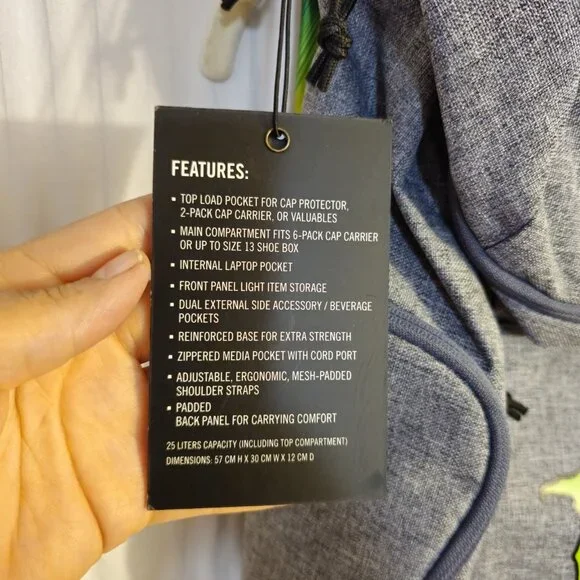 FEATURES:
▪ TOP LOAD POCKET FOR CAP PROTECTOR,
2-PACK CAP CARRIER, OR VALUABLES
▪ MAIN COMPARTMENT FITS 6-PACK CAP CARRIER
OR UP TO SIZE 13 SHOE BOX
▪ INTERNAL LAPTOP POCKET
▪ FRONT PANEL LIGHT ITEM STORAGE
▪ DUAL EXTERNAL SIDE ACCESSORY / BEVERAGE
POCKETS
▪ REINFORCED BASE FOR EXTRA STRENGTH
▪ ZIPPERED MEDIA POCKET WITH CORD PORT
▪ ADJUSTABLE, ERGONOMIC, MESH-PADDED
SHOULDER STRAPS
▪ PADDED
BACK PANEL FOR CARRYING COMFORT
25 LITERS CAPACITY (INCLUDING TOP COMPARTMENT)
DIMENSIONS: 57 CM H X 30 CM W X 12 CM D